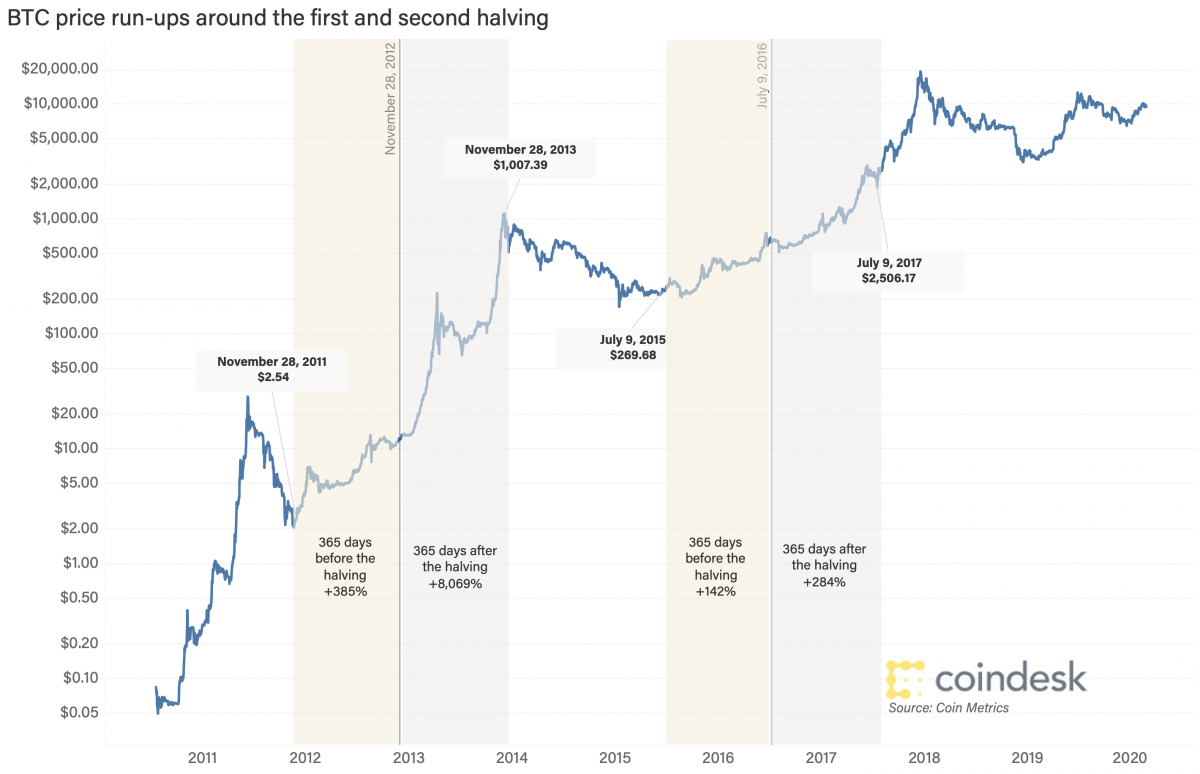 BTC price run-ups around the first and second halving
$20,000.00
$10,000.00
$5,000.00
$2,000.00
$1,000.00
$500.00
$200.00
$100.00
$50.00
$20.00
$10.00
$5.00
$2.00
$1.00
$0.50
$0.20
$0.10
$0.05
November 28, 2012
July 9, 2016
November 28, 2013
$1,007.39
July 9, 2017
$2,506.17
July 9, 2015
$269.68
November 28, 2011
$2.54
365 days
before the
halving
+385%
365 days after
the halving
+8,069%
365 days
before the
halving
+142%
365 days after
the halving
+284%
coindesk
Source: Coin Metrics
2011
2012
2013
2014
2015
2016
2017
2018
2019
2020